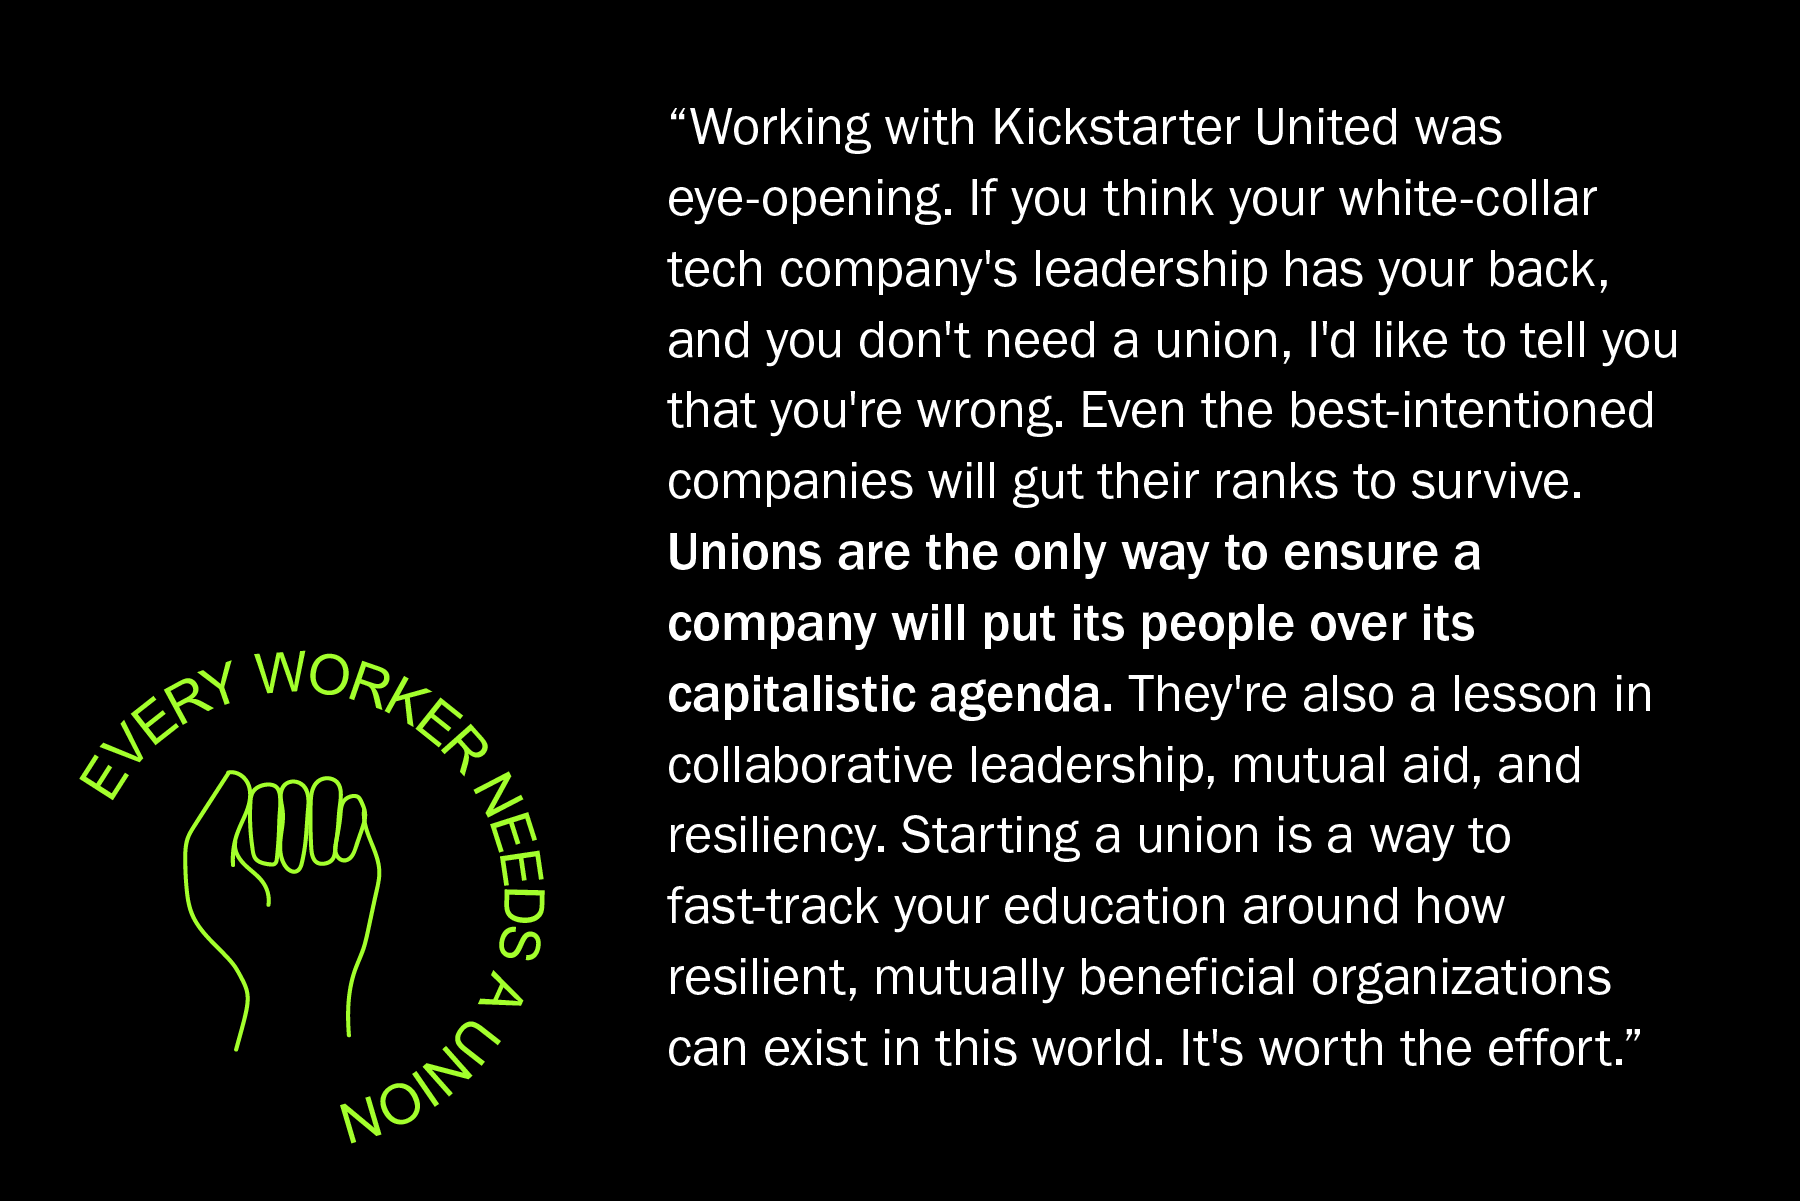 “Working with Kickstarter United was
eye-opening. If you think your white-collar
tech company's leadership has your back,
and you don't need a union, I'd like to tell you
that you're wrong. Even the best-intentioned
companies will gut their ranks to survive.
Unions are the only way to ensure a
company will put its people over its
capitalistic agenda. They're also a lesson in
collaborative leadership, mutual aid, and
resiliency. Starting a union is a way to
fast-track your education around how
resilient, mutually beneficial organizations
can exist in this world. It's worth the effort.”
EVERY WORKER NEEDS A UNION